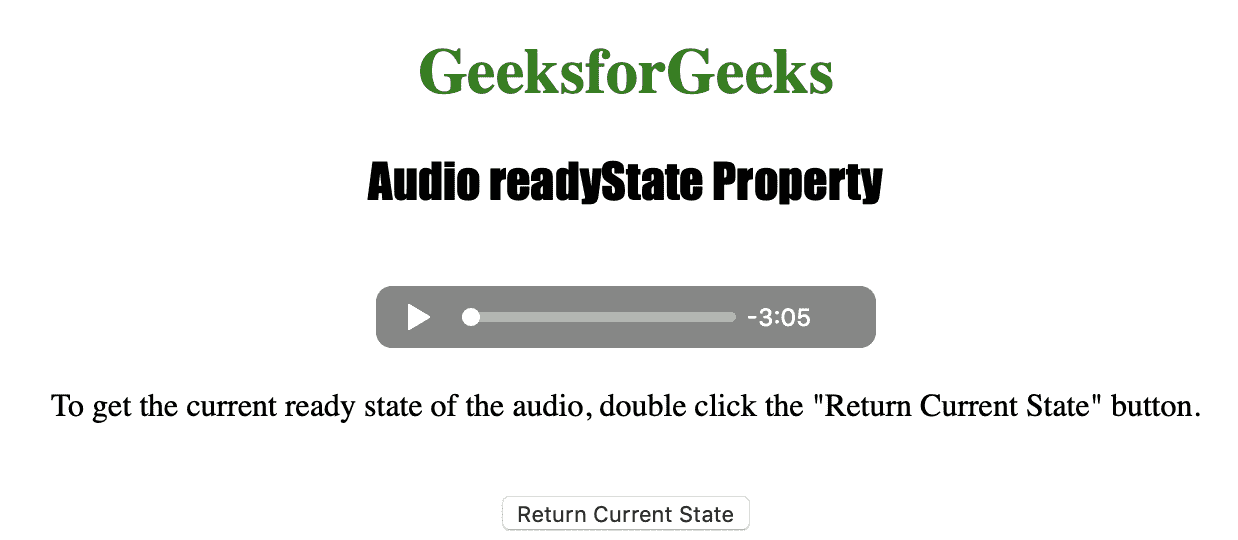 GeeksforGeeks
Audio readyState Property
-3:05
To get the current ready state of the audio, double click the "Return Current State" button.
Return Current State